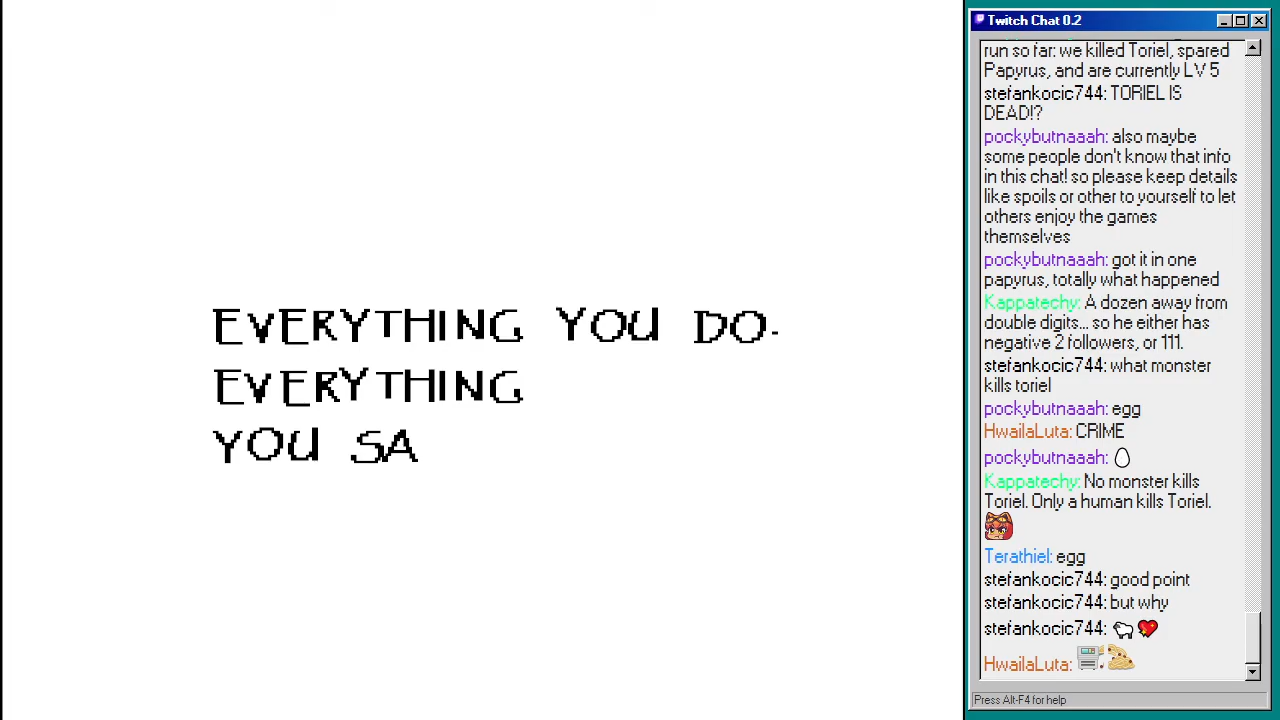 EVERYTHING YOU DO.
EVERYTHING
YOU SA
Twitch Chat 0.2
run so far: we killed Toriel, spared
Papyrus, and are currently LV 5
stefankocic744: TORIEL IS
DEAD!?
pockybutnaaah: also maybe
some people don't know that info
in this chat! so please keep details
like spoils or other to yourself to let
others enjoy the games
themselves
pockybutnaaah: got it in one
papyrus, totally what happened
Kappatechy: A dozen away from
double digits... so he either has
negative 2 followers, or 111.
stefankocic744: what monster
kills toriel
pockybutnaaah: egg
HwailaLuta: CRIME
pockybutnaaah:
Kappatechy: No monster kills
Toriel. Only a human kills Toriel.
Terathiel: egg
stefankocic744: good point
stefankocic744: but why
stefankocic744:
HwailaLuta:
Press Alt-F4 for help